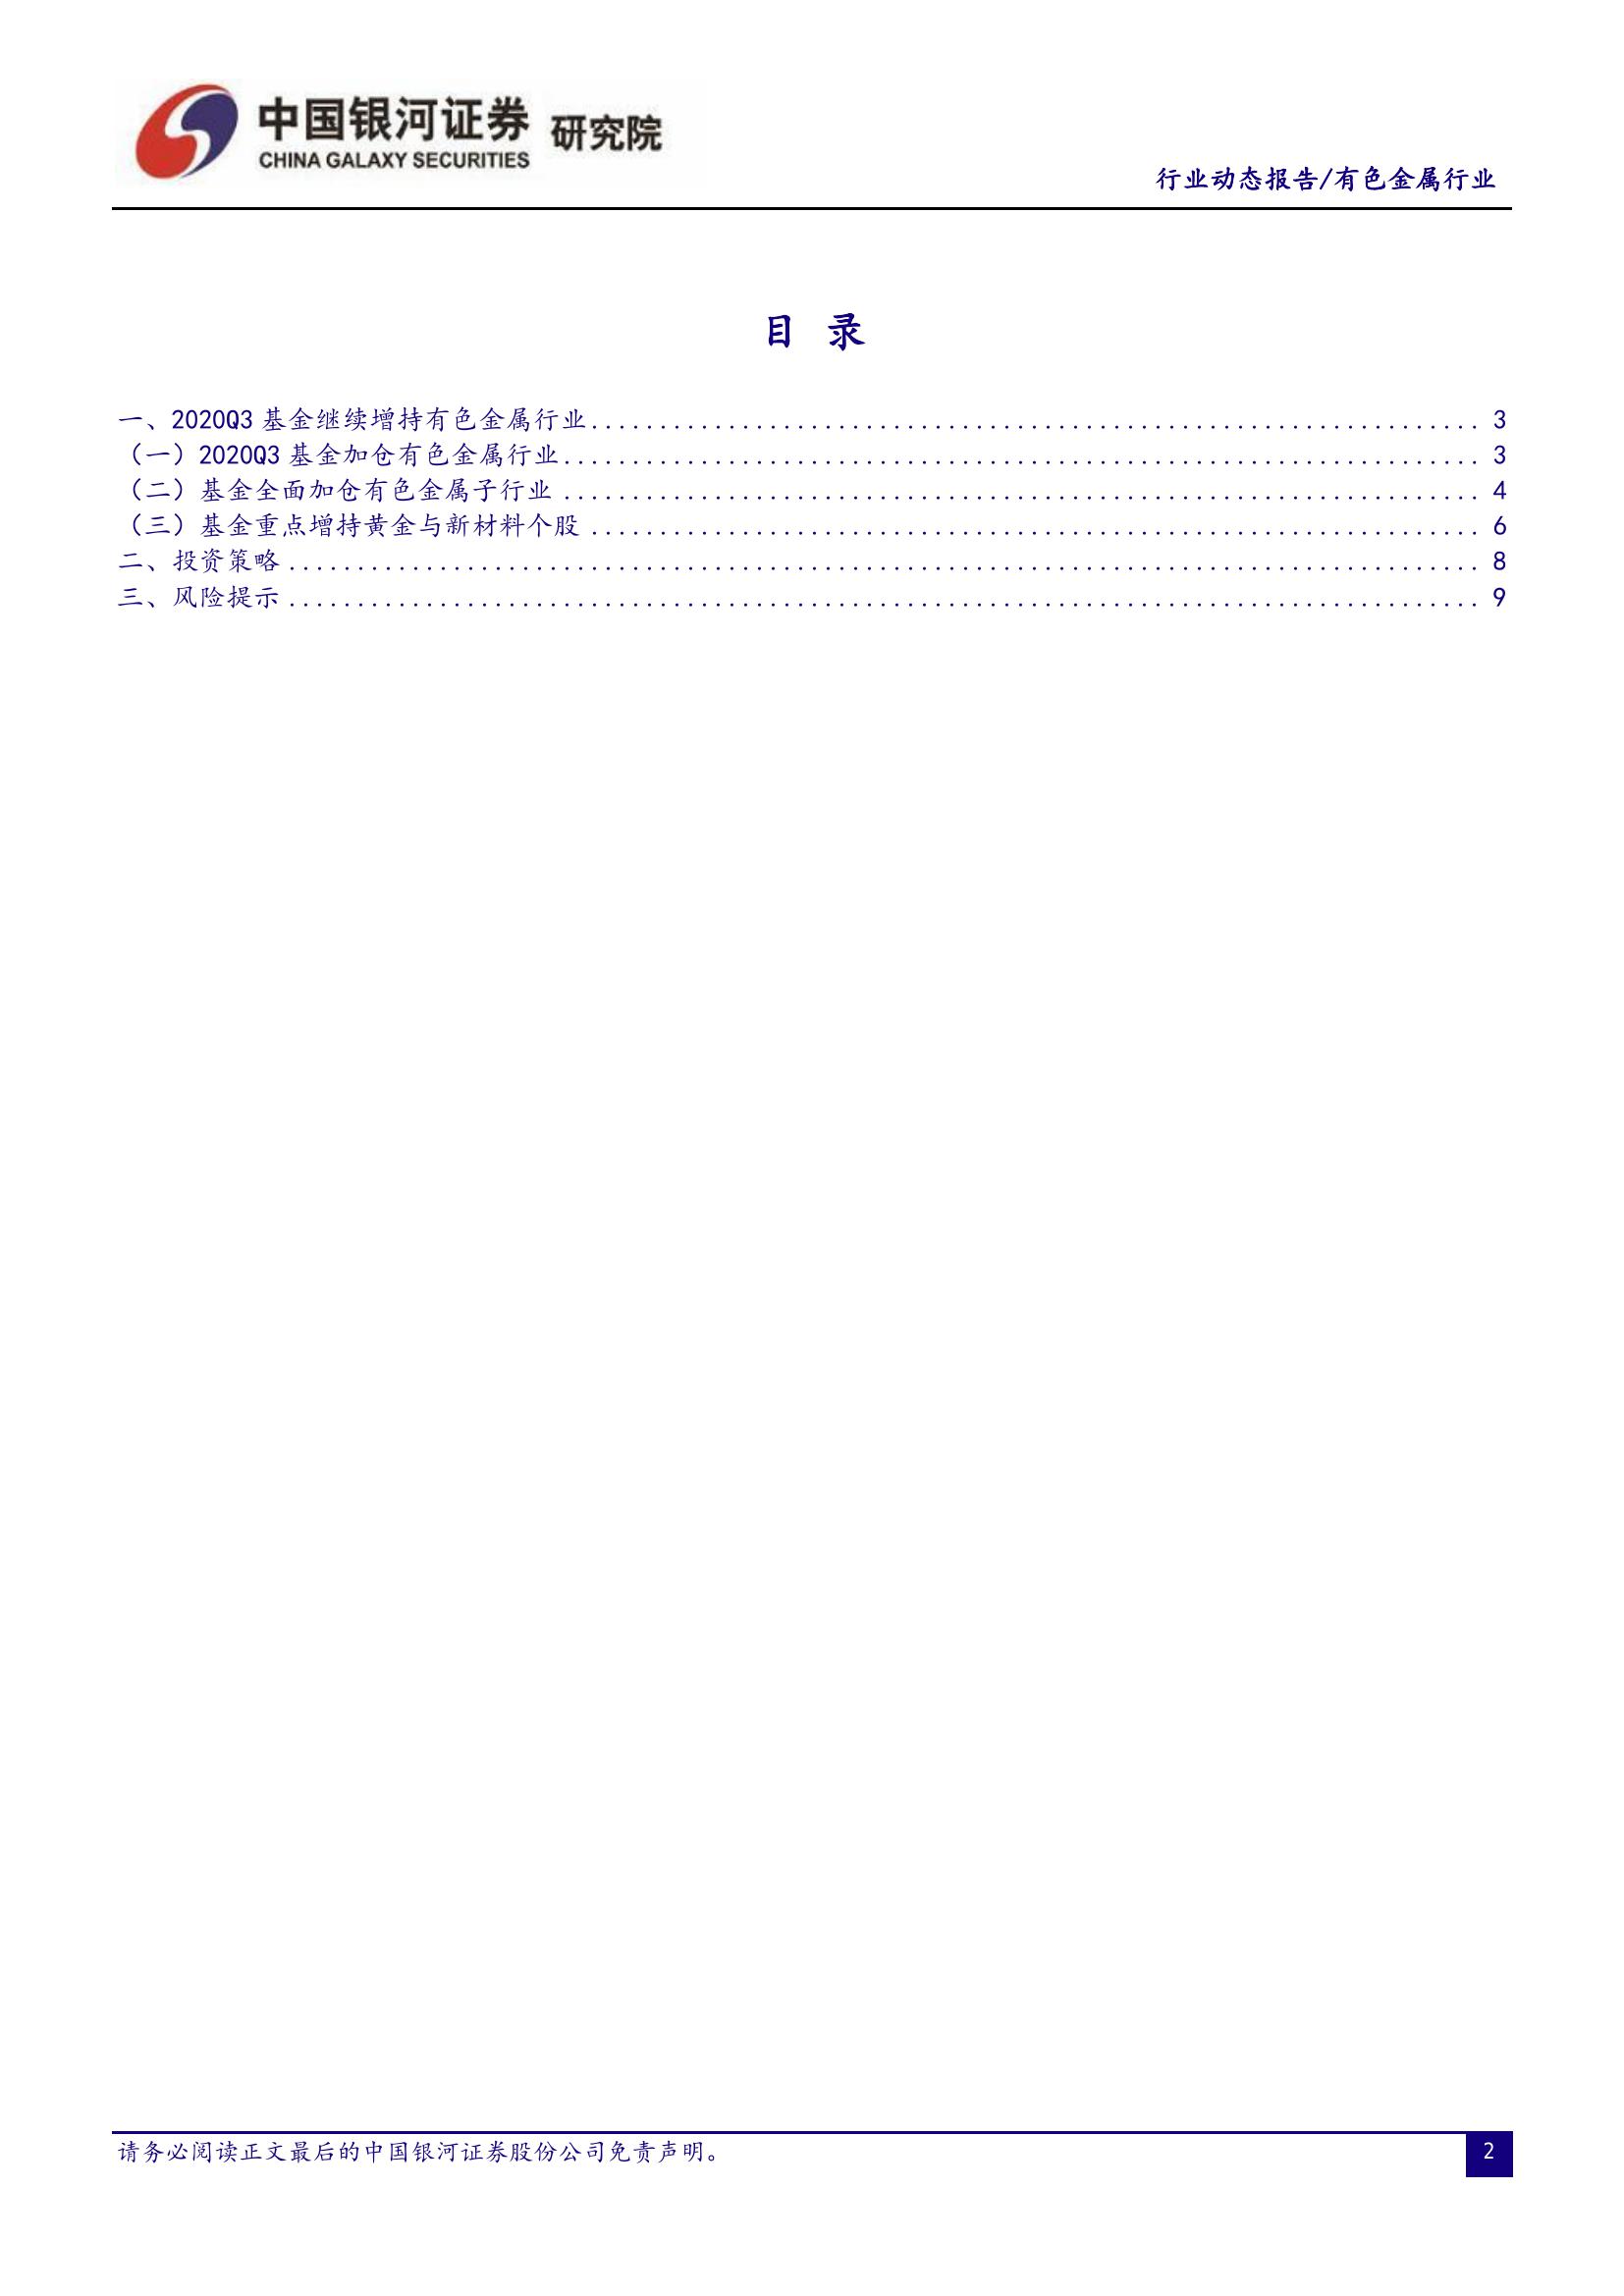 中国银河证券 研究院
CHINA GALAXY SECURITIES
行业动态报告/有色金属行业
目 录
一、2020Q3 基金继续增持有色金属行业................................................................. 3
（一）2020Q3 基金加仓有色金属行业................................................................... 3
（二）基金全面加仓有色金属子行业 ................................................................... 4
（三）基金重点增持黄金与新材料个股 ................................................................. 6
二、投资策略 ....................................................................................... 8
三、风险提示 ....................................................................................... 9
请务必阅读正文最后的中国银河证券股份公司免责声明。
2